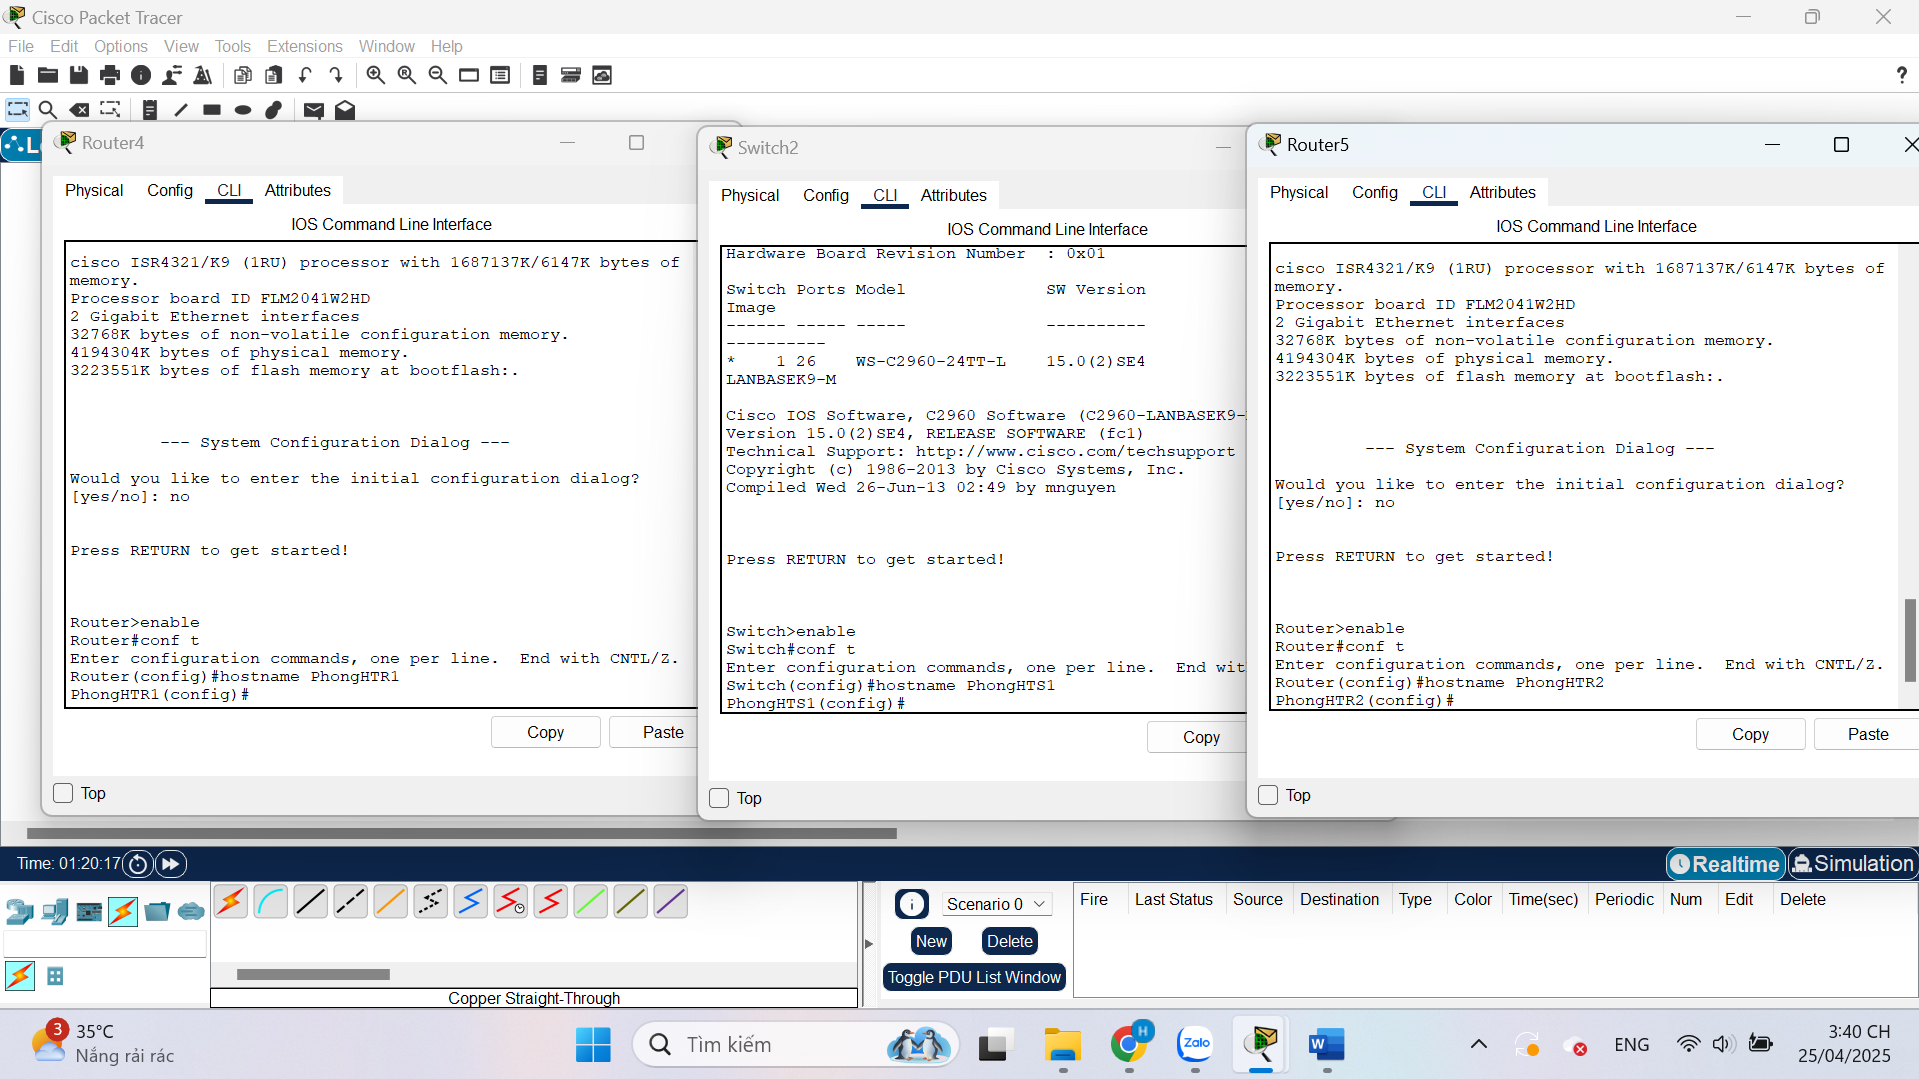 Cisco Packet Tracer
File Edit Options View Tools Extensions Window Help
?
L
Router4
Physical Config CLI Attributes
IOS Command Line Interface
cisco ISR4321/K9 (1RU) processor with 1687137K/6147K bytes of
memory.
Processor board ID FLM2041W2HD
2 Gigabit Ethernet interfaces
32768K bytes of non-volatile configuration memory.
4194304K bytes of physical memory.
3223551K bytes of flash memory at bootflash:.
--- System Configuration Dialog ---
Would you like to enter the initial configuration dialog?
[yes/no]: no
Press RETURN to get started!
Router>enable
Router#conf t
Enter configuration commands, one per line.  End with CNTL/Z.
Router(config)#hostname PhongHTR1
PhongHTR1(config)#
Copy Paste
Top
Switch2
Physical Config CLI Attributes
IOS Command Line Interface
Hardware Board Revision Number  : 0x01
Switch Ports Model              SW Version
Image
------ ----- -----              ----------
----------
*    1 26    WS-C2960-24TT-L    15.0(2)SE4
LANBASEK9-M
Cisco IOS Software, C2960 Software (C2960-LANBASEK9-
Version 15.0(2)SE4, RELEASE SOFTWARE (fc1)
Technical Support: http://www.cisco.com/techsupport
Copyright (c) 1986-2013 by Cisco Systems, Inc.
Compiled Wed 26-Jun-13 02:49 by mnguyen
Press RETURN to get started!
Switch>enable
Switch#conf t
Enter configuration commands, one per line.  End wit
Switch(config)#hostname PhongHTS1
PhongHTS1(config)#
Copy
Top
Router5
Physical Config CLI Attributes
IOS Command Line Interface
cisco ISR4321/K9 (1RU) processor with 1687137K/6147K bytes of
memory.
Processor board ID FLM2041W2HD
2 Gigabit Ethernet interfaces
32768K bytes of non-volatile configuration memory.
4194304K bytes of physical memory.
3223551K bytes of flash memory at bootflash:.
--- System Configuration Dialog ---
Would you like to enter the initial configuration dialog?
[yes/no]: no
Press RETURN to get started!
Router>enable
Router#conf t
Enter configuration commands, one per line.  End with CNTL/Z.
Router(config)#hostname PhongHTR2
PhongHTR2(config)#
Copy Paste
Top
Time: 01:20:17
Realtime Simulation
Scenario 0
New Delete
Toggle PDU List Window
Fire Last Status Source Destination Type Color Time(sec) Periodic Num Edit Delete
Copper Straight-Through
3
35°C
Nắng rải rác
Tìm kiếm
H
Zalo
W
ENG
3:40 CH
25/04/2025